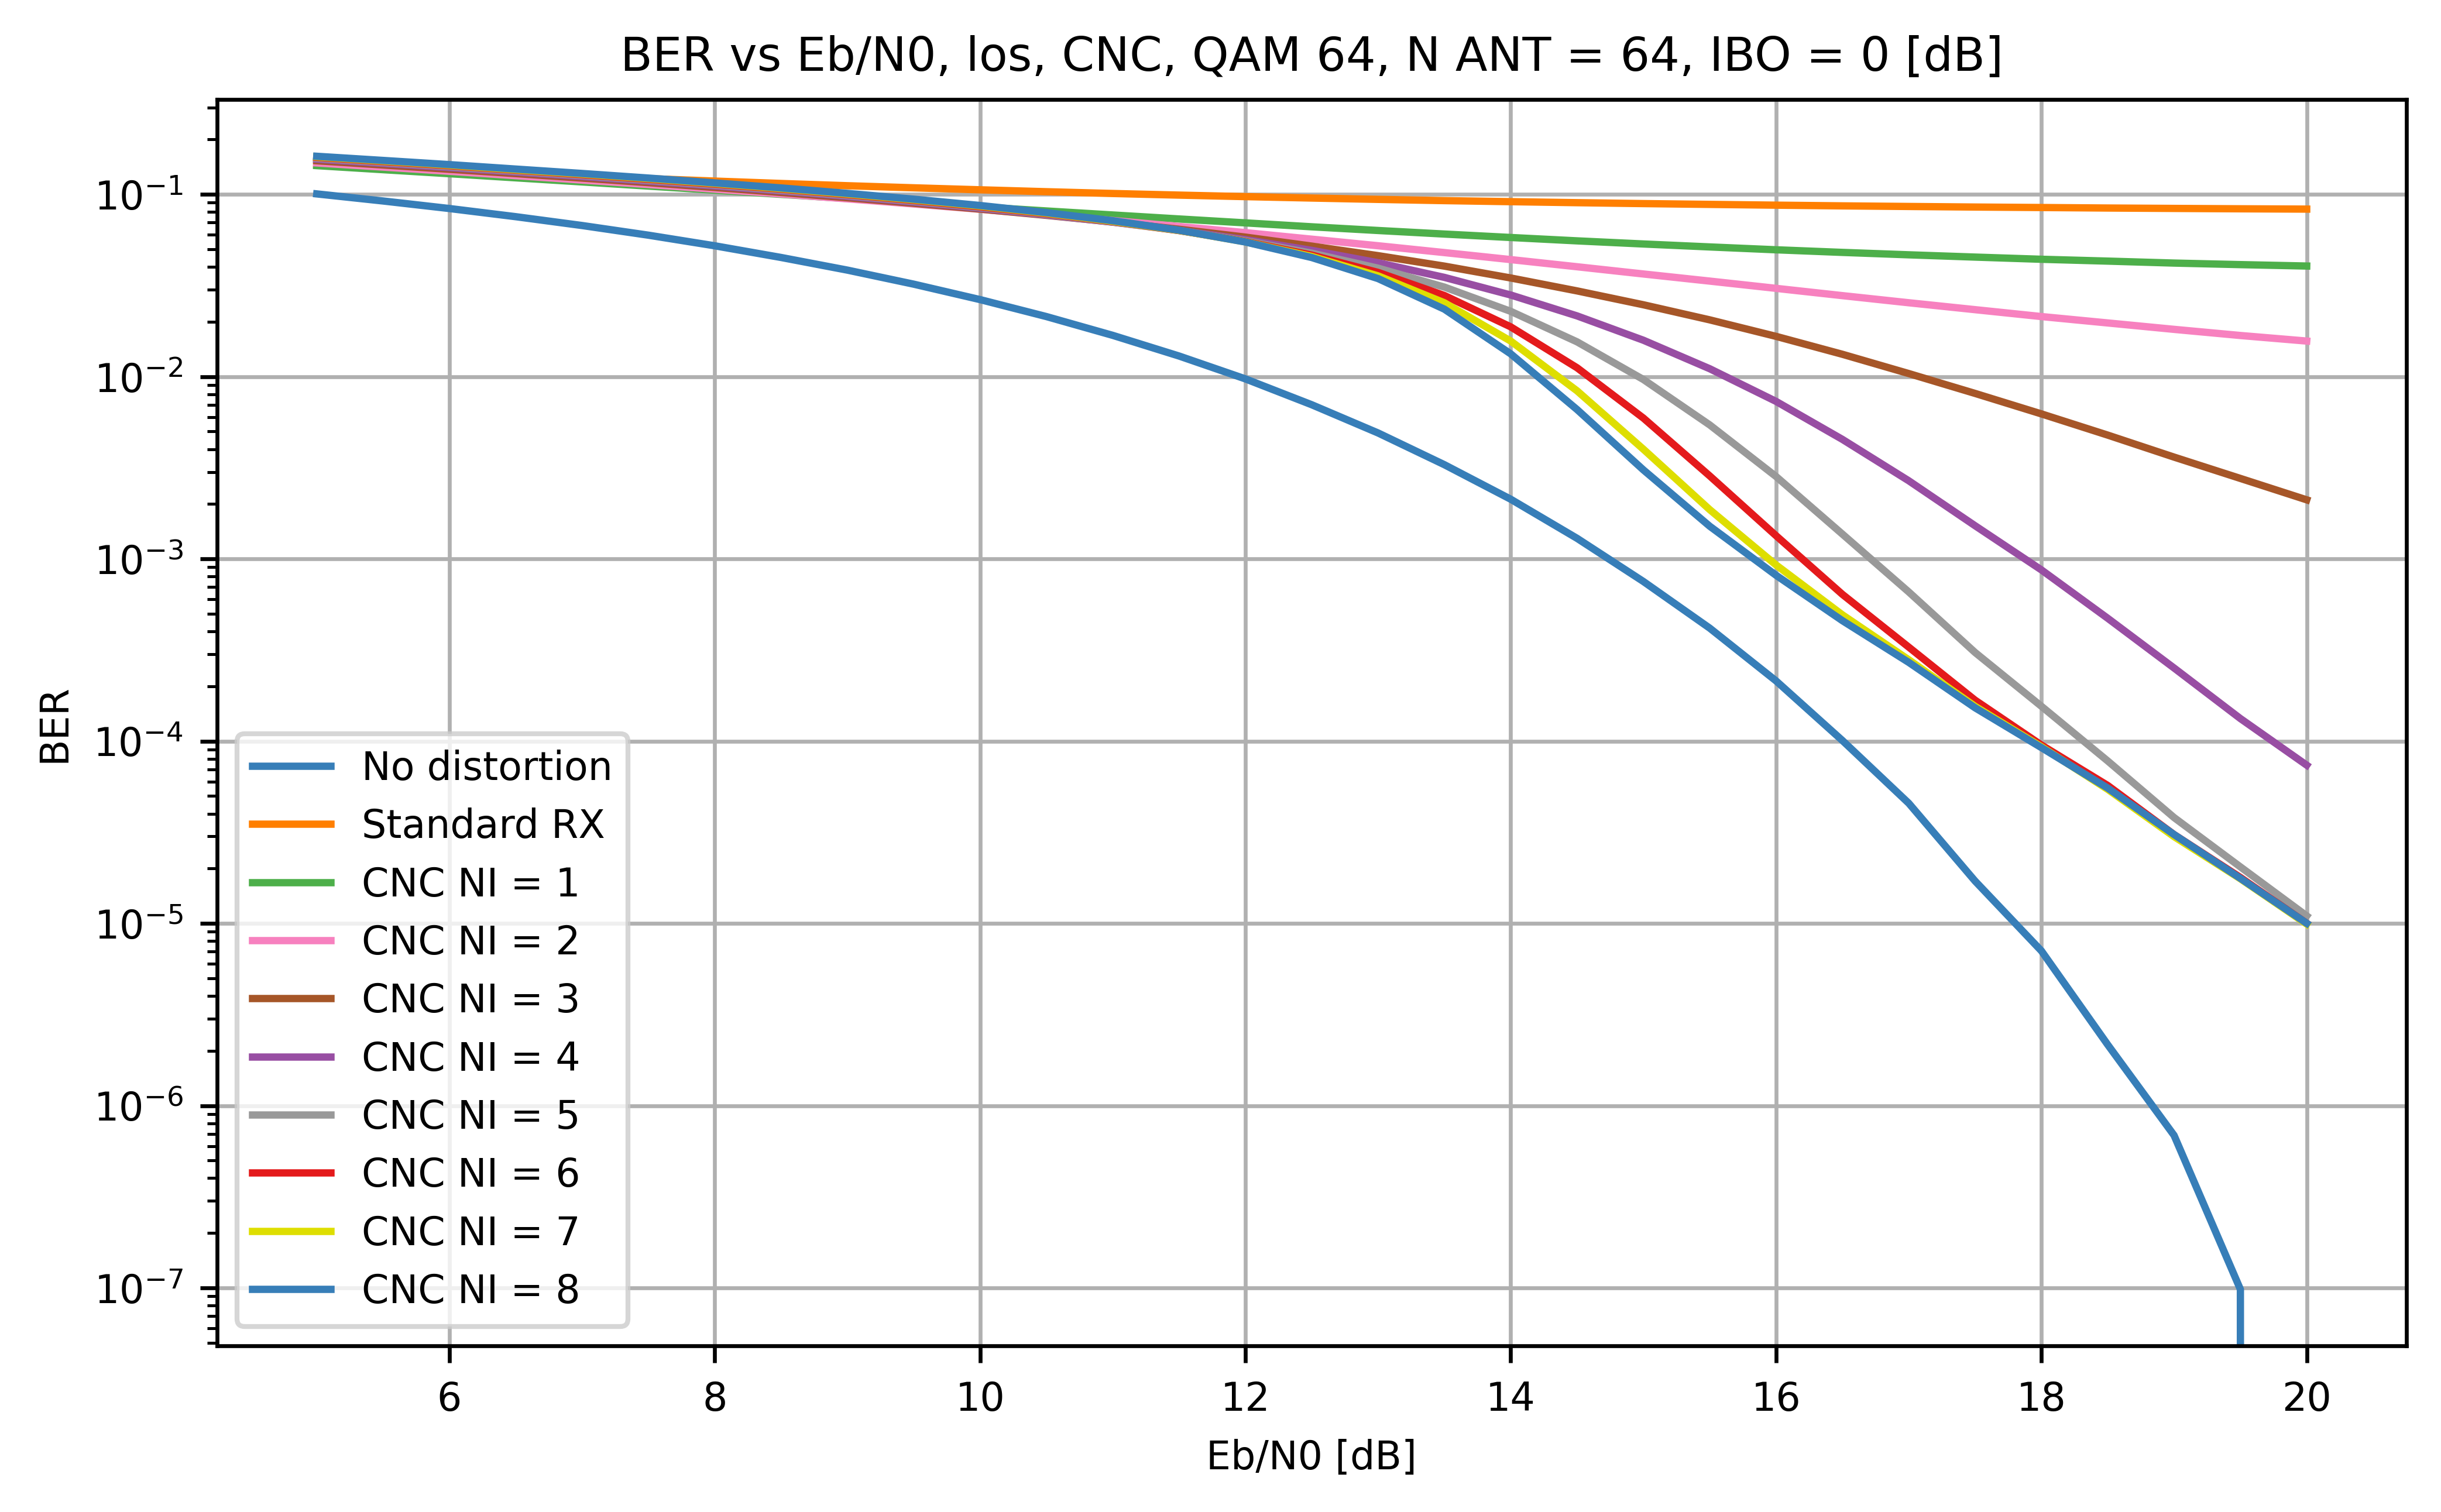 BER vs Eb/N0, los, CNC, QAM 64, N ANT = 64, IBO = 0 [dB]
BER
10⁻¹
10⁻²
10⁻³
10⁻⁴
10⁻⁵
10⁻⁶
10⁻⁷
No distortion
Standard RX
CNC NI = 1
CNC NI = 2
CNC NI = 3
CNC NI = 4
CNC NI = 5
CNC NI = 6
CNC NI = 7
CNC NI = 8
6 8 10 12 14 16 18 20
Eb/N0 [dB]